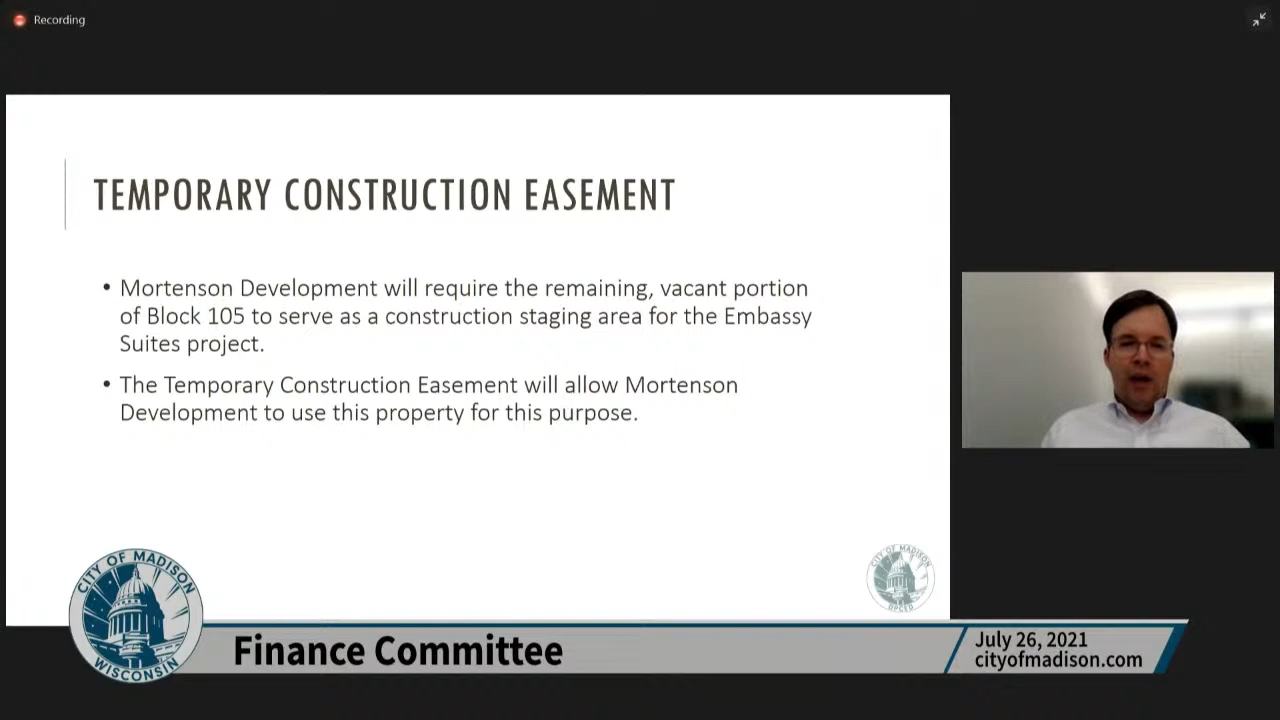 Recording
TEMPORARY CONSTRUCTION EASEMENT
• Mortenson Development will require the remaining, vacant portion
of Block 105 to serve as a construction staging area for the Embassy
Suites project.
• The Temporary Construction Easement will allow Mortenson
Development to use this property for this purpose.
CITY OF MADISON
DPCED
CITY OF MADISON
WISCONSIN
Finance Committee
July 26, 2021
cityofmadison.com